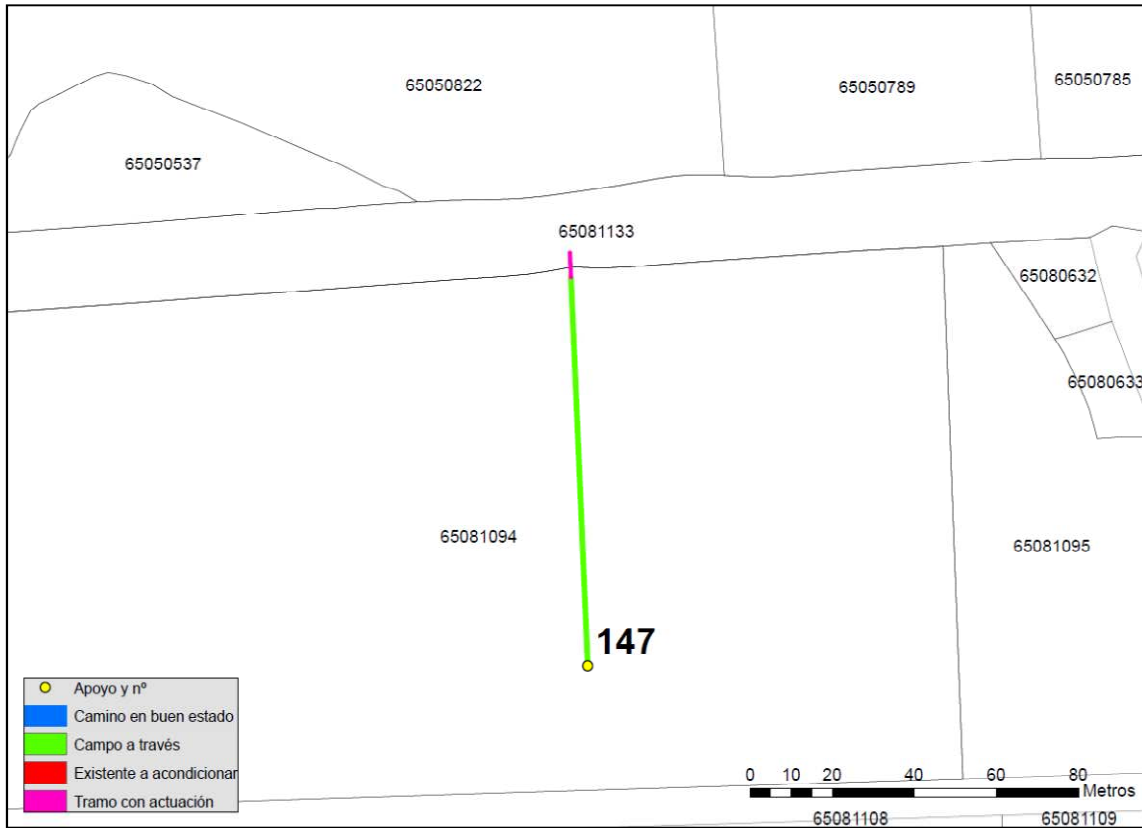 65050822
65050789
65050785
65050537
65081133
65080632
65080633
65081094
65081095
147
Apoyo y nº
Camino en buen estado
Campo a través
Existente a acondicionar
Tramo con actuación
0 10 20 40 60 80
Metros
65081108
65081109